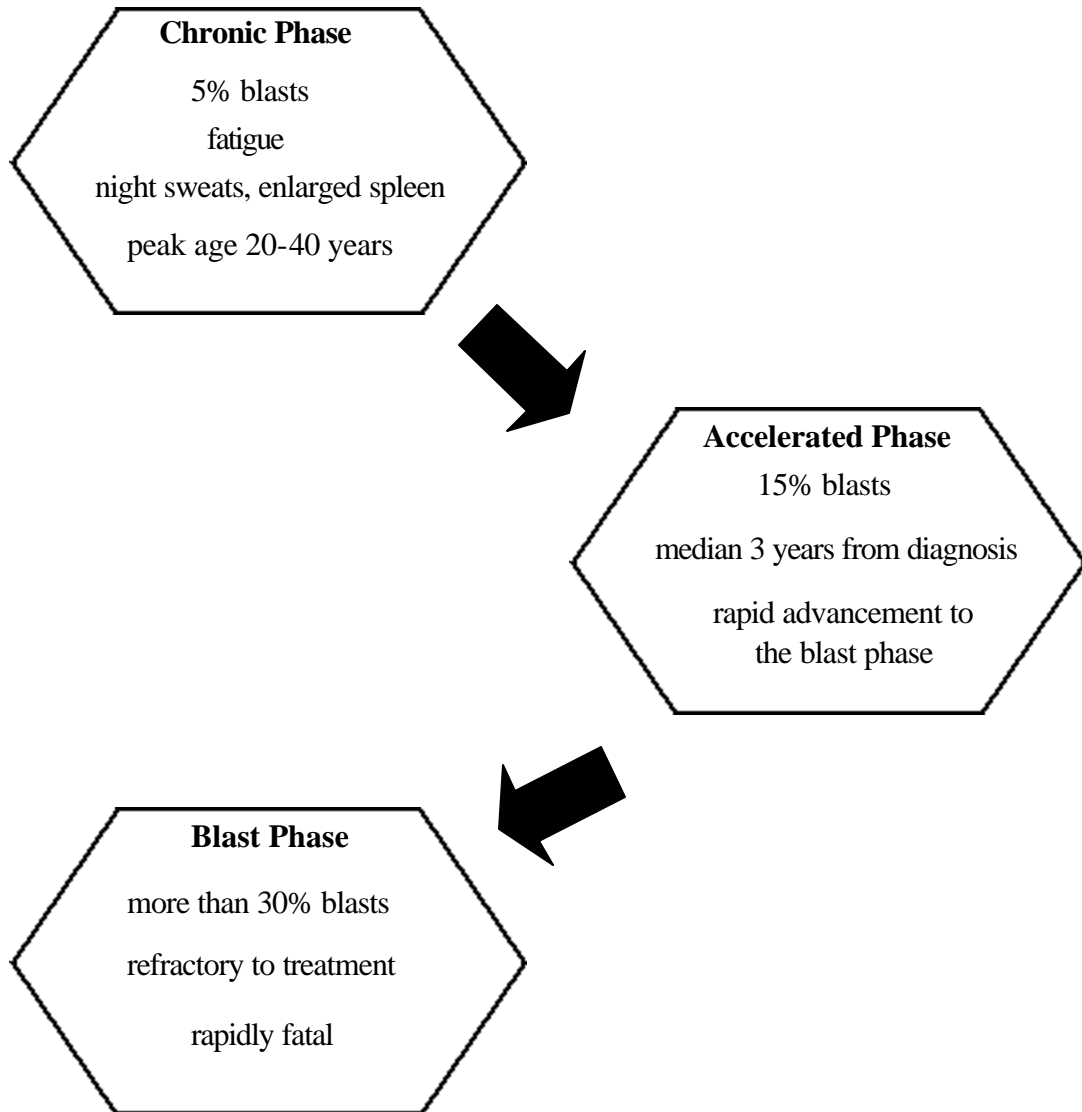 Chronic Phase
5% blasts
fatigue
night sweats, enlarged spleen
peak age 20-40 years
Accelerated Phase
15% blasts
median 3 years from diagnosis
rapid advancement to
the blast phase
Blast Phase
more than 30% blasts
refractory to treatment
rapidly fatal